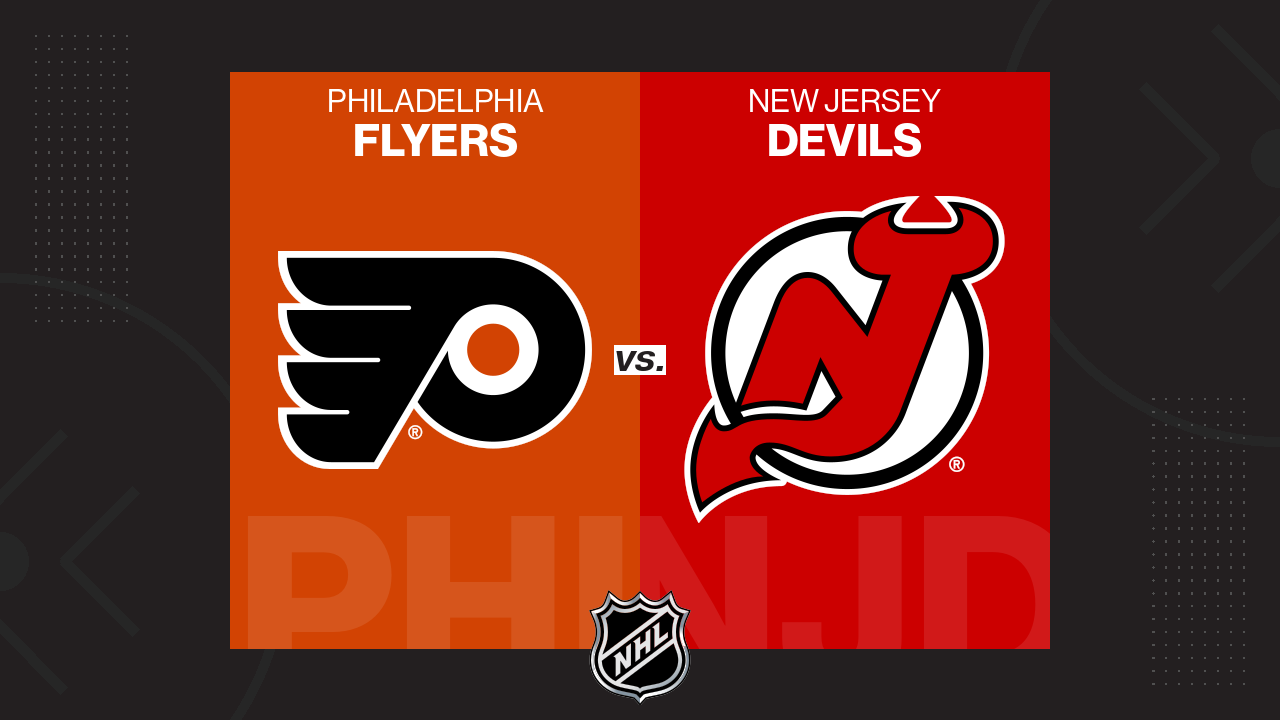 PHILADELPHIA
FLYERS
NEW JERSEY
DEVILS
vs.
®
®
PHI
NJD
NHL